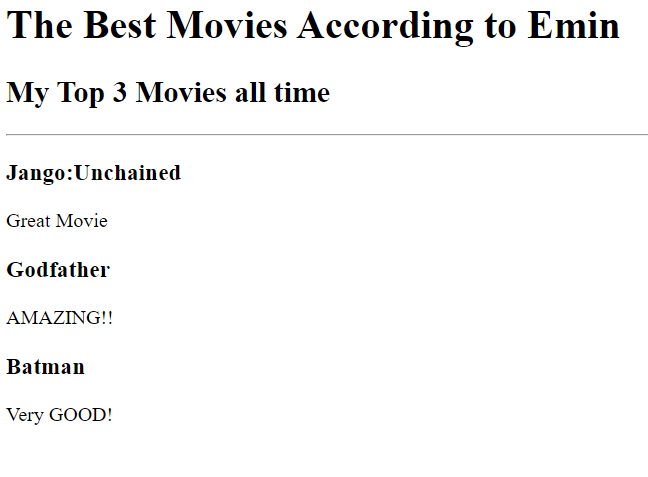 The Best Movies According to Emin
My Top 3 Movies all time
Jango:Unchained
Great Movie
Godfather
AMAZING!!
Batman
Very GOOD!